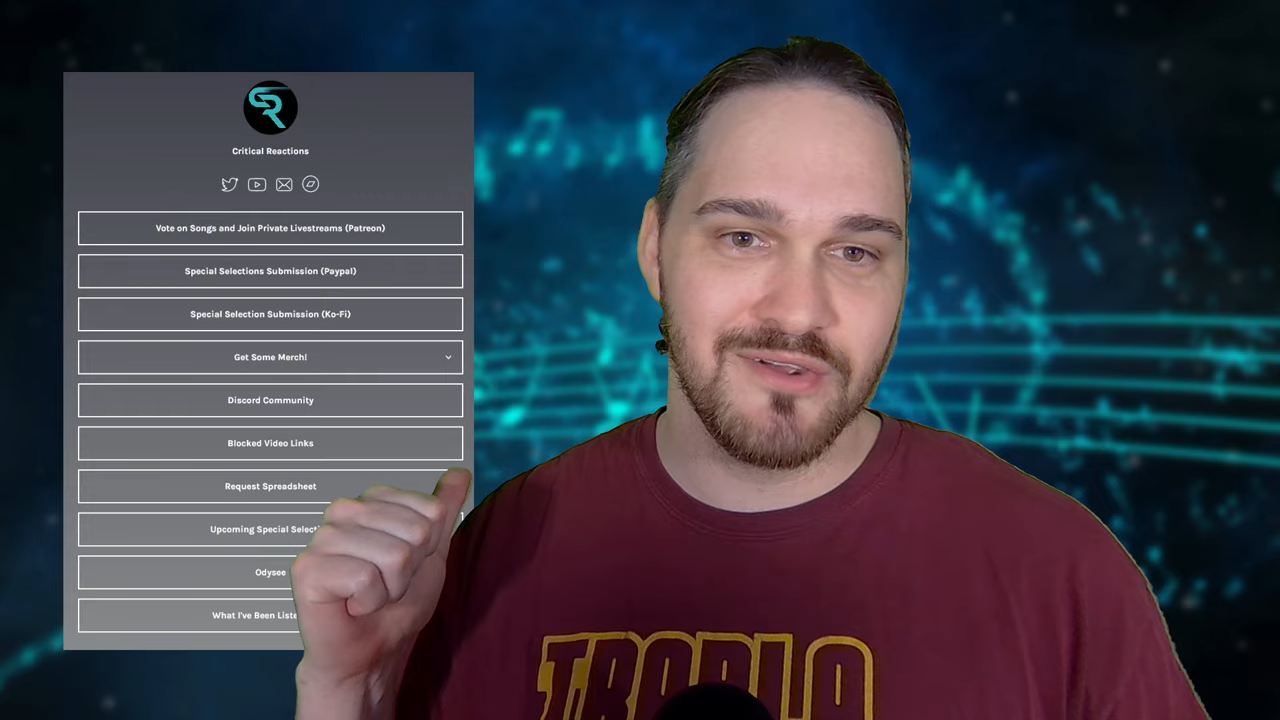 CR
Critical Reactions
Vote on Songs and Join Private Livestreams (Patreon)
Special Selections Submission (Paypal)
Special Selection Submission (Ko-Fi)
Get Some Merch!
Discord Community
Blocked Video Links
Request Spreadsheet
Upcoming Special
Odysee
What I've Been